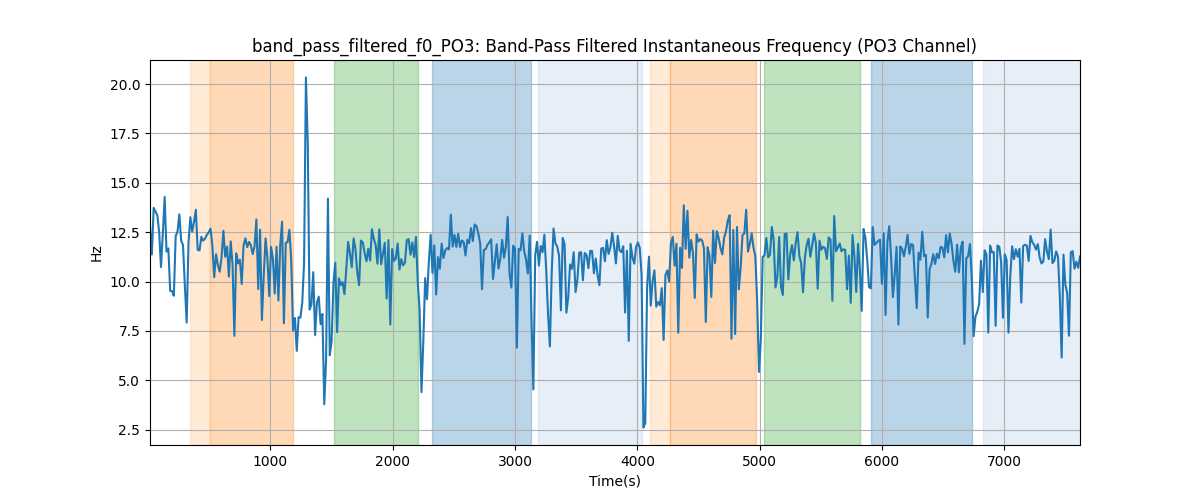 band_pass_filtered_f0_PO3: Band-Pass Filtered Instantaneous Frequency (PO3 Channel)
20.0
17.5
15.0
12.5
10.0
7.5
5.0
2.5
Hz
1000 2000 3000 4000 5000 6000 7000
Time(s)